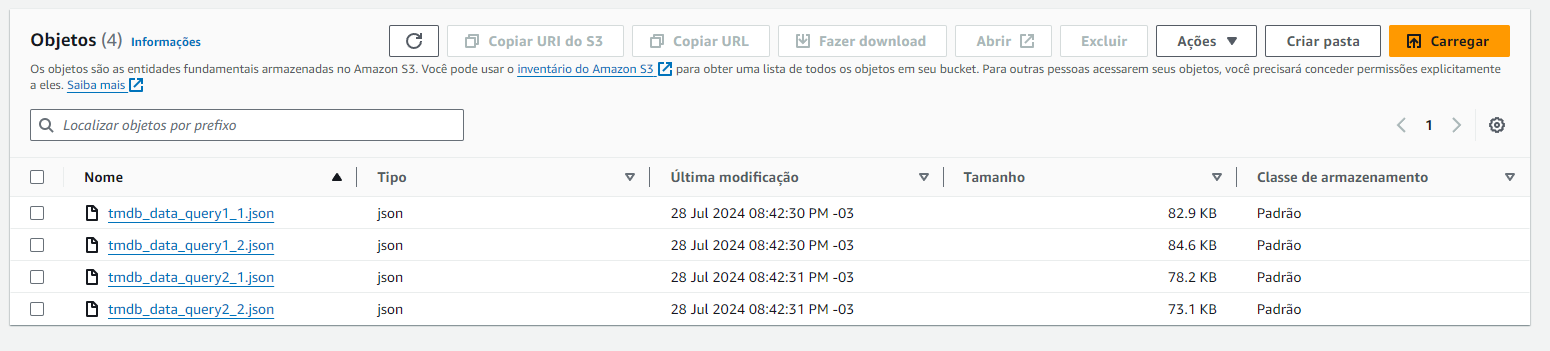 Objetos (4) Informações Copiar URI do S3 Copiar URL Fazer download Abrir Excluir Ações Criar pasta Carregar
Os objetos são as entidades fundamentais armazenadas no Amazon S3. Você pode usar o inventário do Amazon S3 para obter uma lista de todos os objetos em seu bucket. Para outras pessoas acessarem seus objetos, você precisará conceder permissões explicitamente
a eles. Saiba mais
Localizar objetos por prefixo 1
Nome Tipo Última modificação Tamanho Classe de armazenamento
tmdb_data_query1_1.json json 28 Jul 2024 08:42:30 PM -03 82.9 KB Padrão
tmdb_data_query1_2.json json 28 Jul 2024 08:42:30 PM -03 84.6 KB Padrão
tmdb_data_query2_1.json json 28 Jul 2024 08:42:31 PM -03 78.2 KB Padrão
tmdb_data_query2_2.json json 28 Jul 2024 08:42:31 PM -03 73.1 KB Padrão